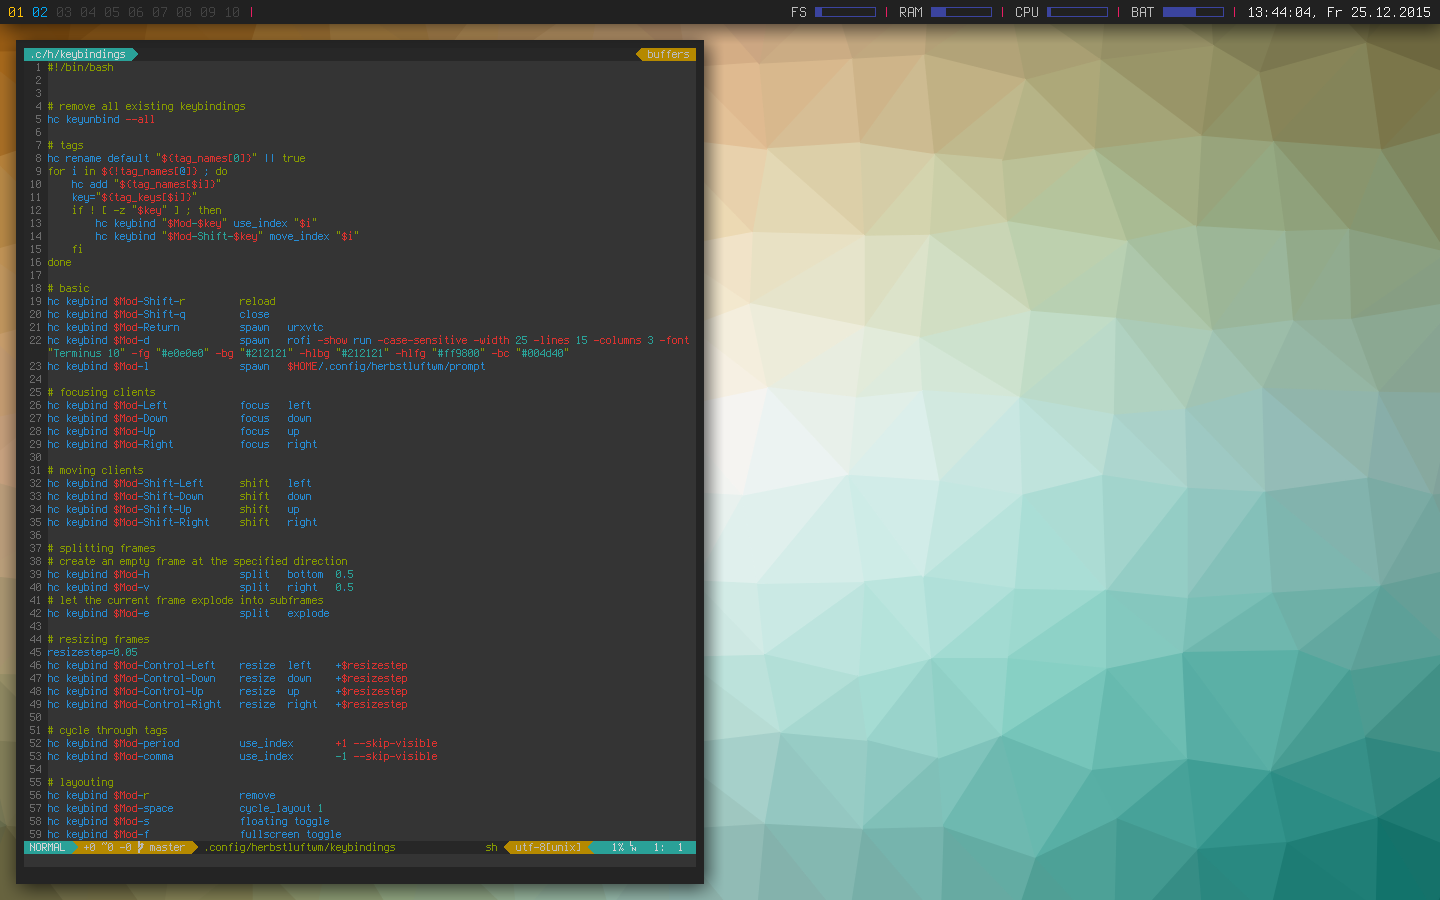 01 02 03 04 05 06 07 08 09 10 | FS | RAM | CPU | BAT | 13:44:04, Fr 25.12.2015
.c/h/keybindings buffers
1 #!/bin/bash
2
3
4 # remove all existing keybindings
5 hc keyunbind --all
6
7 # tags
8 hc rename default "${tag_names[0]}" || true
9 for i in ${!tag_names[@]} ; do
10 hc add "${tag_names[$i]}"
11 key="${tag_keys[$i]}"
12 if ! [ -z "$key" ] ; then
13 hc keybind "$Mod-$key" use_index "$i"
14 hc keybind "$Mod-Shift-$key" move_index "$i"
15 fi
16 done
17
18 # basic
19 hc keybind $Mod-Shift-r reload
20 hc keybind $Mod-Shift-q close
21 hc keybind $Mod-Return spawn urxvtc
22 hc keybind $Mod-d spawn rofi -show run -case-sensitive -width 25 -lines 15 -columns 3 -font
"Terminus 10" -fg "#e0e0e0" -bg "#212121" -hlbg "#212121" -hlfg "#ff9800" -bc "#004d40"
23 hc keybind $Mod-l spawn $HOME/.config/herbstluftwm/prompt
24
25 # focusing clients
26 hc keybind $Mod-Left focus left
27 hc keybind $Mod-Down focus down
28 hc keybind $Mod-Up focus up
29 hc keybind $Mod-Right focus right
30
31 # moving clients
32 hc keybind $Mod-Shift-Left shift left
33 hc keybind $Mod-Shift-Down shift down
34 hc keybind $Mod-Shift-Up shift up
35 hc keybind $Mod-Shift-Right shift right
36
37 # splitting frames
38 # create an empty frame at the specified direction
39 hc keybind $Mod-h split bottom 0.5
40 hc keybind $Mod-v split right 0.5
41 # let the current frame explode into subframes
42 hc keybind $Mod-e split explode
43
44 # resizing frames
45 resizestep=0.05
46 hc keybind $Mod-Control-Left resize left +$resizestep
47 hc keybind $Mod-Control-Down resize down +$resizestep
48 hc keybind $Mod-Control-Up resize up +$resizestep
49 hc keybind $Mod-Control-Right resize right +$resizestep
50
51 # cycle through tags
52 hc keybind $Mod-period use_index +1 --skip-visible
53 hc keybind $Mod-comma use_index -1 --skip-visible
54
55 # layouting
56 hc keybind $Mod-r remove
57 hc keybind $Mod-space cycle_layout 1
58 hc keybind $Mod-s floating toggle
59 hc keybind $Mod-f fullscreen toggle
NORMAL +0 ~0 -0 master .config/herbstluftwm/keybindings sh utf-8[unix] 1% 1: 1